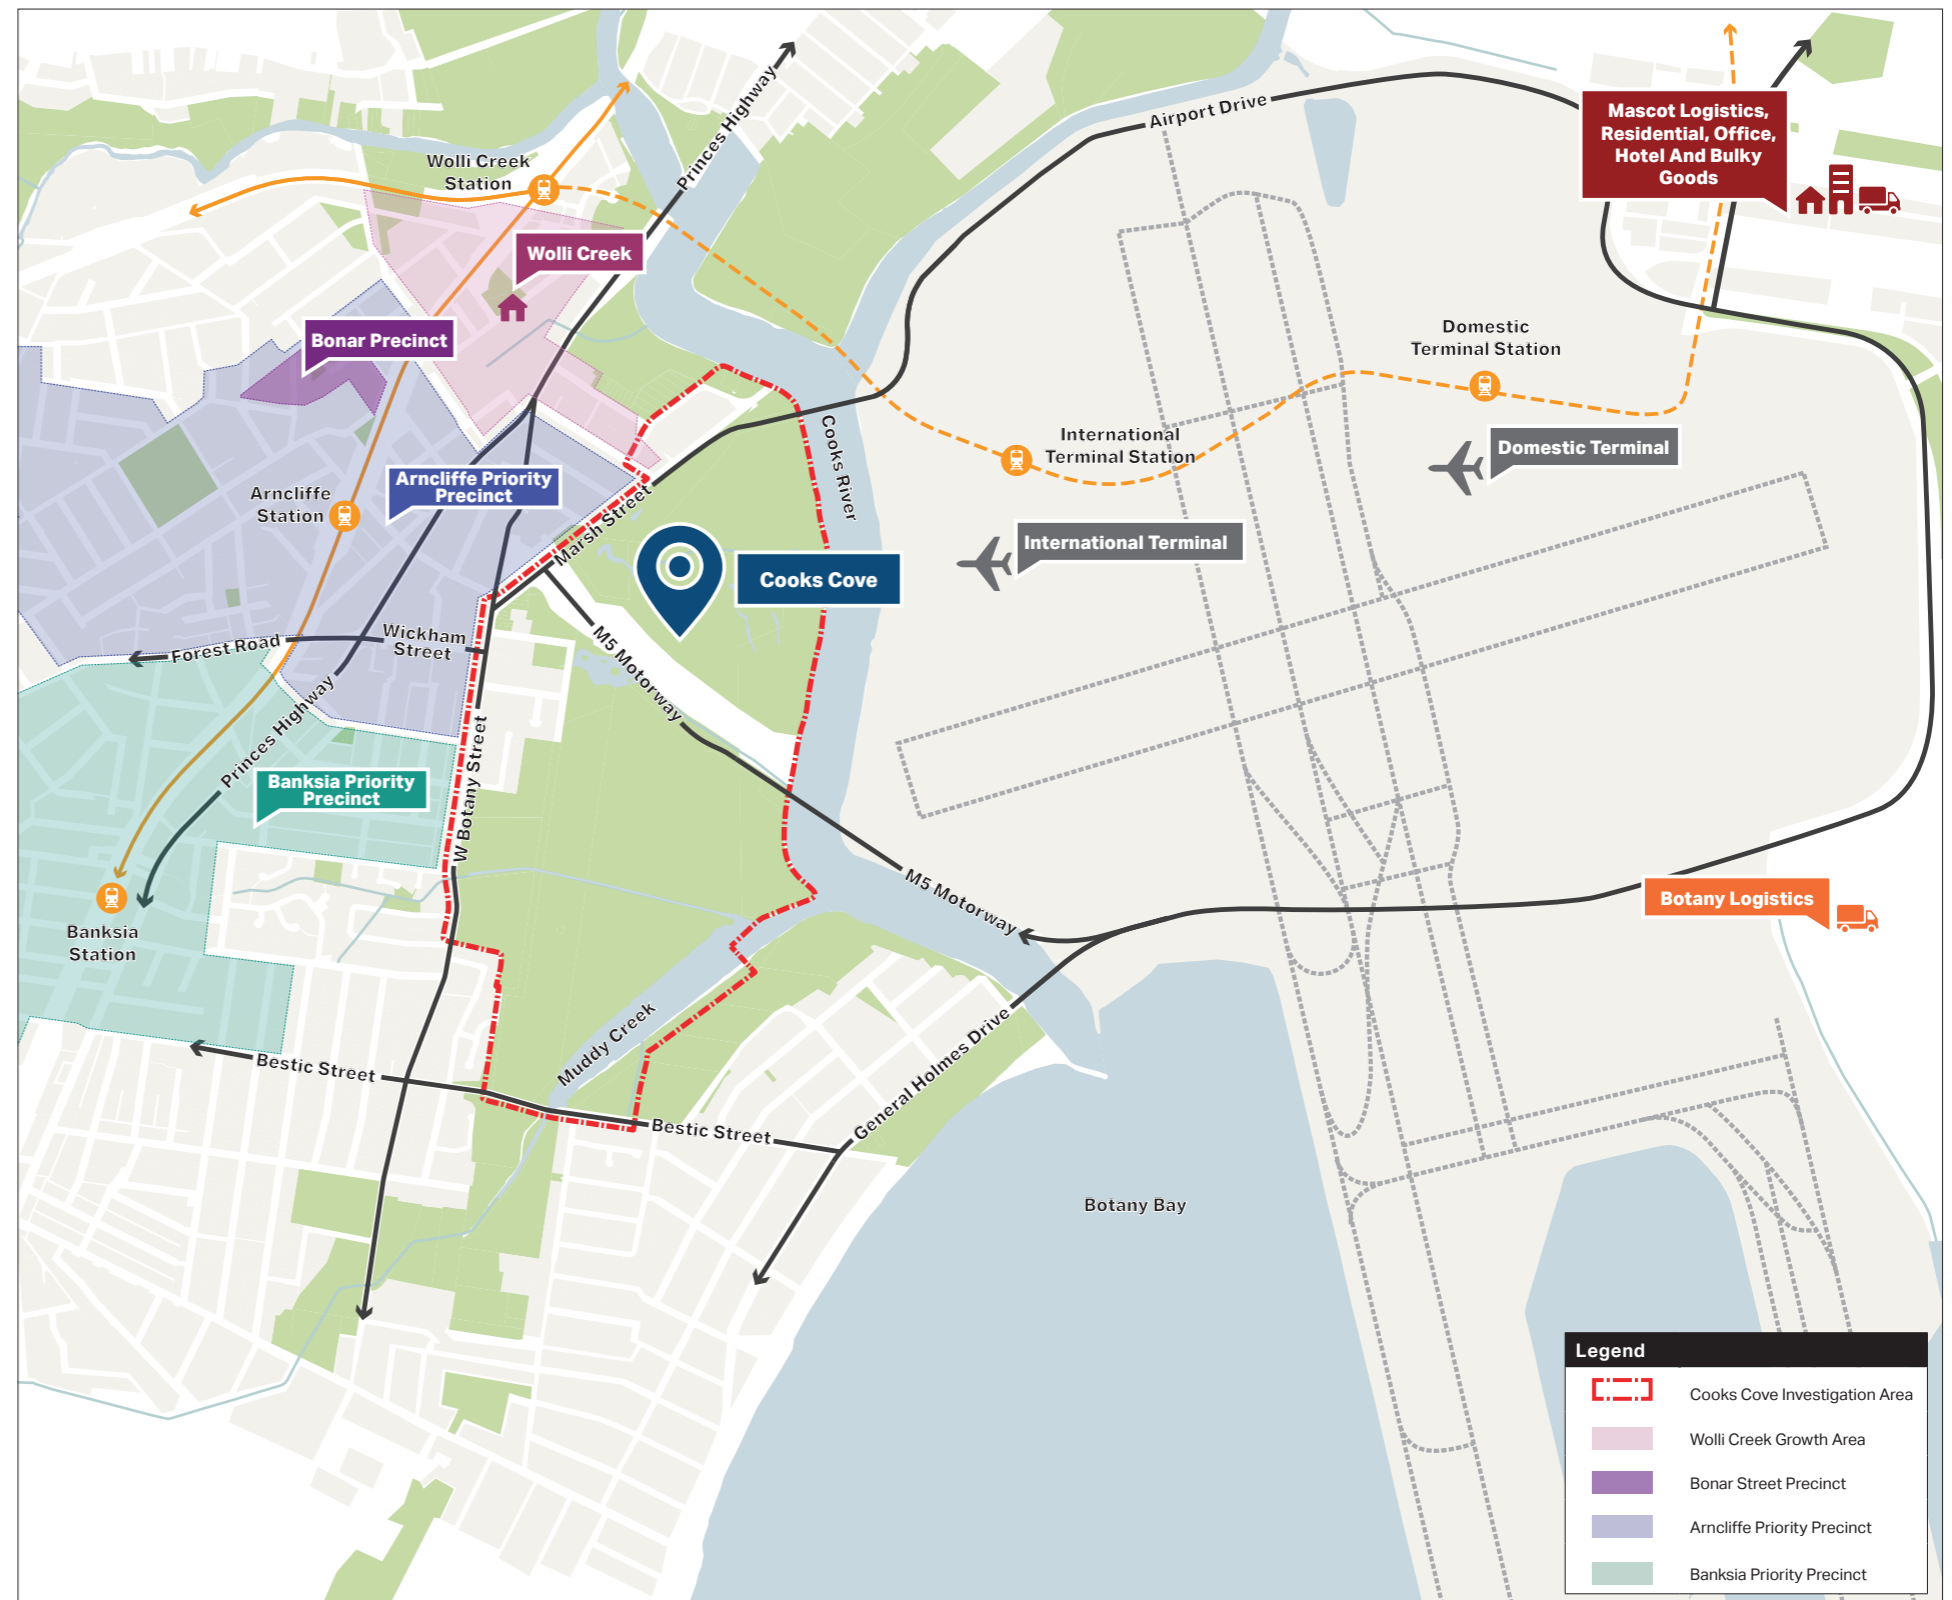 Princes Highway
Airport Drive
Mascot Logistics,
Residential, Office,
Hotel And Bulky
Goods
Wolli Creek
Station
Wolli Creek
Bonar Precinct
Domestic
Terminal Station
International
Terminal Station
Domestic Terminal
Cooks River
Arncliffe
Station
Arncliffe Priority
Precinct
Marsh Street
International Terminal
Cooks Cove
Forest Road
Wickham
Street
M5 Motorway
Princes Highway
W Botany Street
Banksia Priority
Precinct
Banksia
Station
M5 Motorway
Botany Logistics
Muddy Creek
Bestic Street
Bestic Street
General Holmes Drive
Botany Bay
Legend
Cooks Cove Investigation Area
Wolli Creek Growth Area
Bonar Street Precinct
Arncliffe Priority Precinct
Banksia Priority Precinct